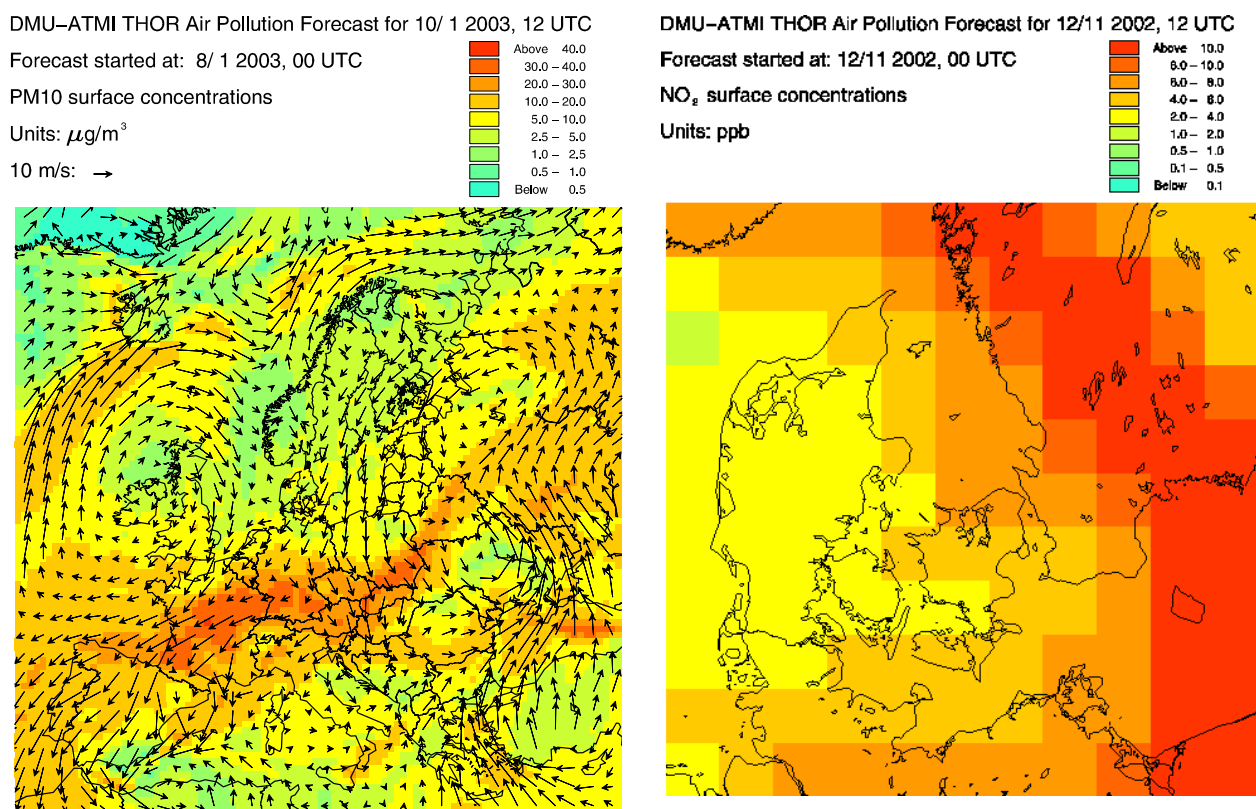 DMU-ATMI THOR Air Pollution Forecast for 10/ 1 2003, 12 UTC
Forecast started at: 8/ 1 2003, 00 UTC
PM10 surface concentrations
Units: μg/m³
10 m/s: →
Above 40.0
30.0 – 40.0
20.0 – 30.0
10.0 – 20.0
5.0 – 10.0
2.5 – 5.0
1.0 – 2.5
0.5 – 1.0
Below 0.5
DMU-ATMI THOR Air Pollution Forecast for 12/11 2002, 12 UTC
Forecast started at: 12/11 2002, 00 UTC
NO₂ surface concentrations
Units: ppb
Above 10.0
8.0 – 10.0
6.0 – 8.0
4.0 – 6.0
2.0 – 4.0
1.0 – 2.0
0.5 – 1.0
0.1 – 0.5
Below 0.1